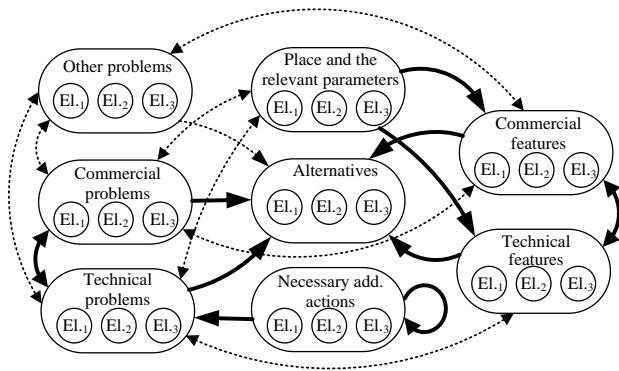 Other problems
El.1 El.2 El.3
Place and the
relevant parameters
El.1 El.2 El.3
Commercial
features
El.1 El.2 El.3
Commercial
problems
El.1 El.2 El.3
Alternatives
El.1 El.2 El.3
Technical
features
El.1 El.2 El.3
Technical
problems
El.1 El.2 El.3
Necessary add.
actions
El.1 El.2 El.3